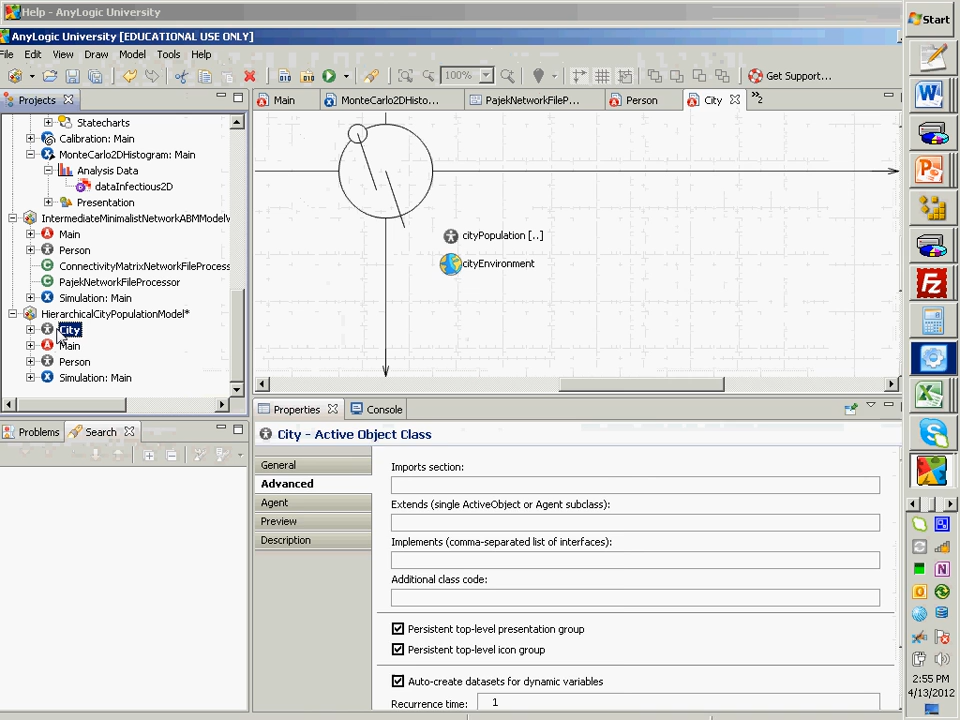 Help - AnyLogic University
AnyLogic University [EDUCATIONAL USE ONLY]
File Edit View Draw Model Tools Help
100% Get Support...
Projects
Statecharts
Calibration: Main
MonteCarlo2DHistogram: Main
Analysis Data
dataInfectious2D
Presentation
IntermediateMinimalistNetworkABMModelV
Main
Person
ConnectivityMatrixNetworkFileProcess
PajekNetworkFileProcessor
Simulation: Main
HierarchicalCityPopulationModel*
City
Main
Person
Simulation: Main
Problems Search
Main MonteCarlo2DHisto... PajekNetworkFileP... Person City »2
cityPopulation [..]
cityEnvironment
Properties Console
City - Active Object Class
General
Advanced
Agent
Preview
Description
Imports section:
Extends (single ActiveObject or Agent subclass):
Implements (comma-separated list of interfaces):
Additional class code:
Persistent top-level presentation group
Persistent top-level icon group
Auto-create datasets for dynamic variables
Recurrence time: 1
Start
2:55 PM
4/13/2012